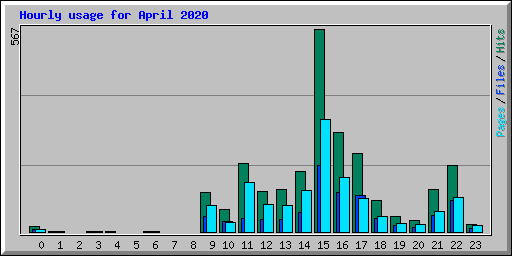 Hourly usage for April 2020
567
Pages/Files/Hits
0 1 2 3 4 5 6 7 8 9 10 11 12 13 14 15 16 17 18 19 20 21 22 23